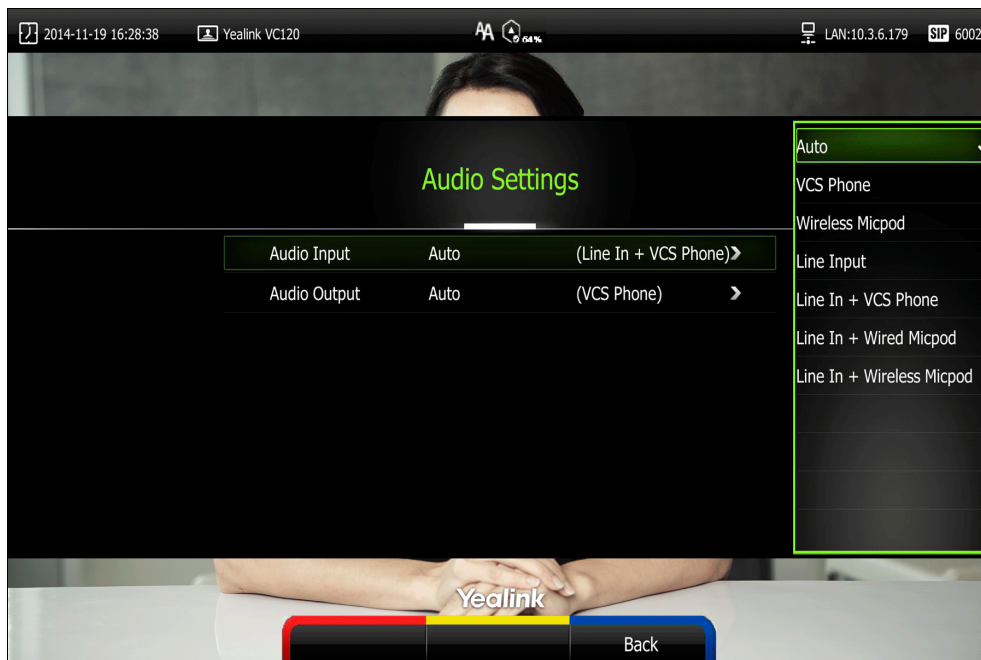 2014-11-19 16:28:38 Yealink VC120 AA 64% LAN:10.3.6.179 SIP 6002
Audio Settings
Audio Input Auto (Line In + VCS Phone)
Audio Output Auto (VCS Phone)
Auto
VCS Phone
Wireless Micpod
Line Input
Line In + VCS Phone
Line In + Wired Micpod
Line In + Wireless Micpod
Yealink
Back